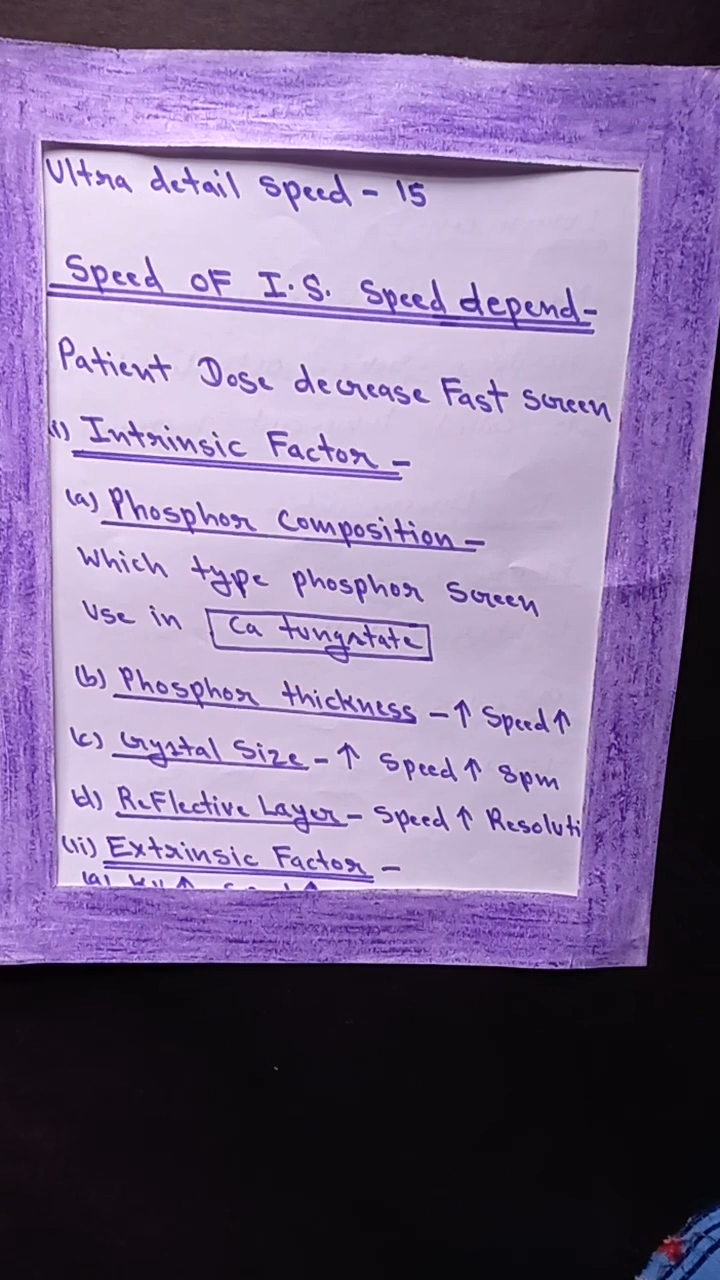 Ultra detail speed - 15
Speed OF I.S. Speed depend-
Patient Dose decrease Fast screen
(i) Intrinsic Factor -
(a) Phosphor Composition -
Which type phosphor screen
Use in Ca tungstate
(b) Phosphor thickness - ↑ Speed ↑
(c) Crystal Size - ↑ Speed ↑ 8pm
(d) Reflective Layer - Speed ↑ Resoluti
(ii) Extrinsic Factor -
(a) KV ↑ Speed ↑